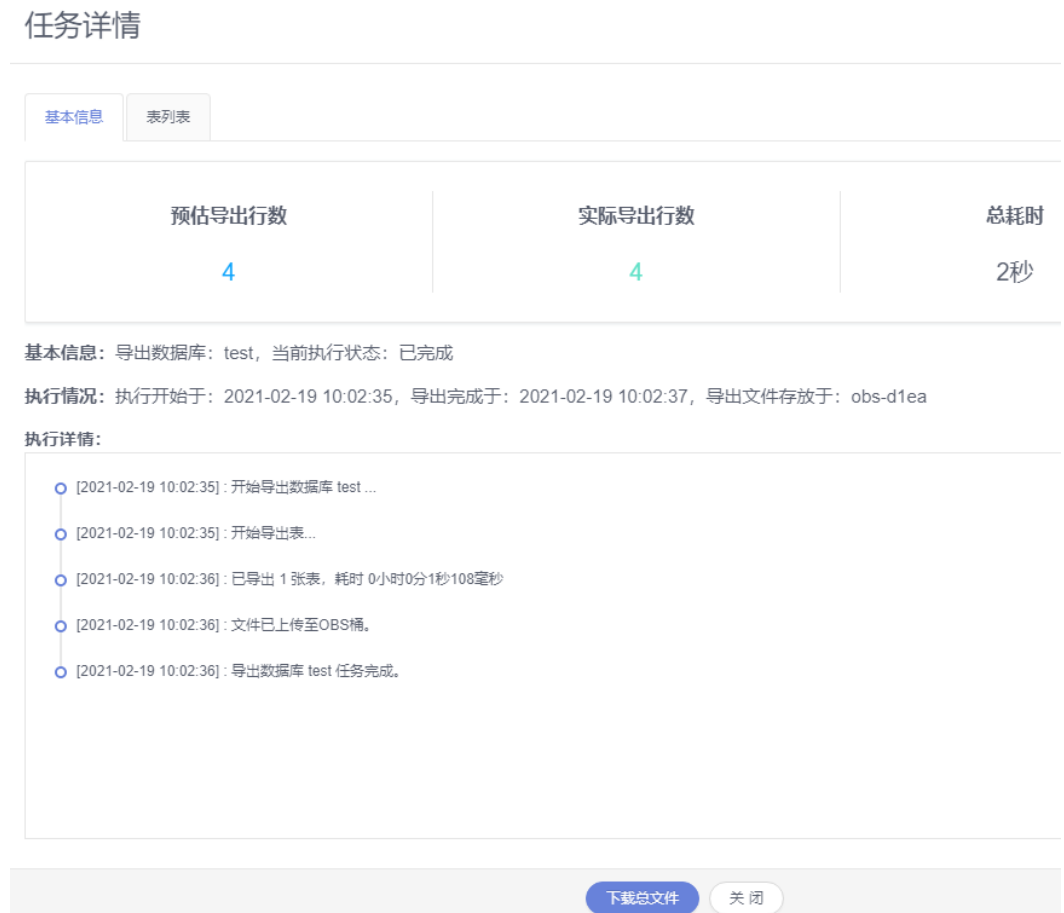 任务详情
基本信息 表列表
预估导出行数 实际导出行数 总耗时
4 4 2秒
基本信息：导出数据库：test，当前执行状态：已完成
执行情况：执行开始于：2021-02-19 10:02:35，导出完成于：2021-02-19 10:02:37，导出文件存放于：obs-d1ea
执行详情：
[2021-02-19 10:02:35] : 开始导出数据库 test ...
[2021-02-19 10:02:35] : 开始导出表...
[2021-02-19 10:02:36] : 已导出 1 张表，耗时 0小时0分1秒108毫秒
[2021-02-19 10:02:36] : 文件已上传至OBS桶。
[2021-02-19 10:02:36] : 导出数据库 test 任务完成。
下载总文件 关 闭